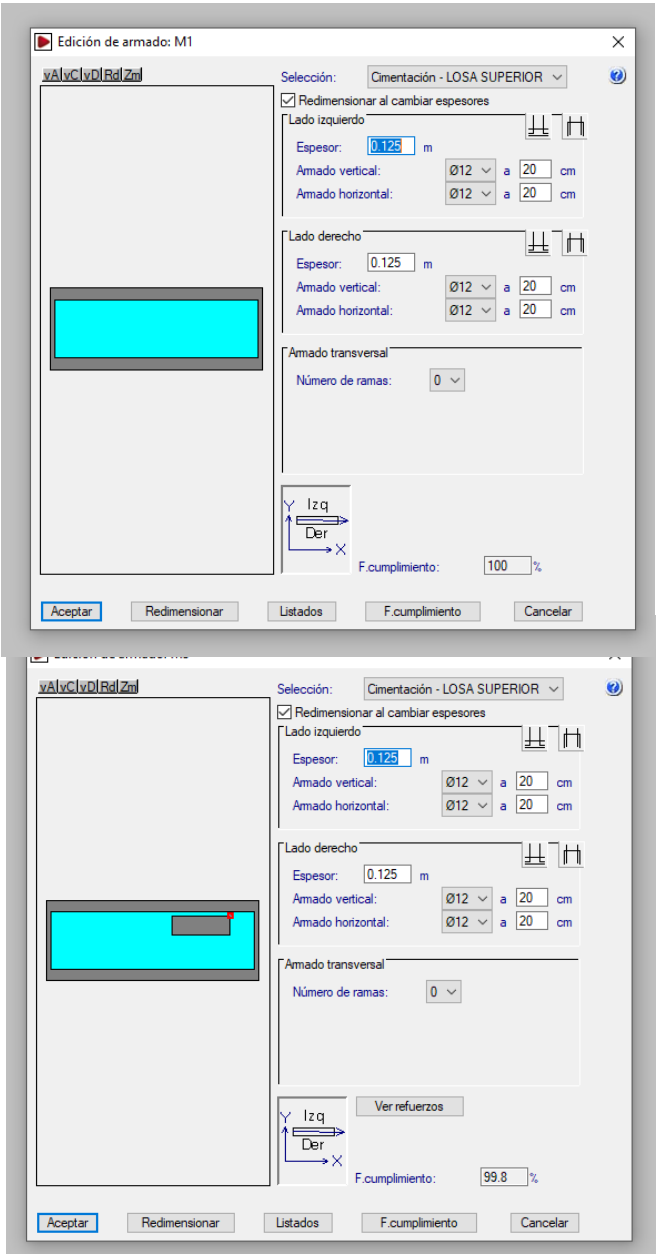 Edición de armado: M1
vA vC vD Rd Zm
Selección: Cimentación - LOSA SUPERIOR
Redimensionar al cambiar espesores
Lado izquierdo
Espesor: 0.125 m
Armado vertical: Ø12 a 20 cm
Armado horizontal: Ø12 a 20 cm
Lado derecho
Espesor: 0.125 m
Armado vertical: Ø12 a 20 cm
Armado horizontal: Ø12 a 20 cm
Armado transversal
Número de ramas: 0
Y Izq
Der
X
F.cumplimiento: 100 %
Aceptar Redimensionar Listados F.cumplimiento Cancelar
Edición de armado:
vA vC vD Rd Zm
Selección: Cimentación - LOSA SUPERIOR
Redimensionar al cambiar espesores
Lado izquierdo
Espesor: 0.125 m
Armado vertical: Ø12 a 20 cm
Armado horizontal: Ø12 a 20 cm
Lado derecho
Espesor: 0.125 m
Armado vertical: Ø12 a 20 cm
Armado horizontal: Ø12 a 20 cm
Armado transversal
Número de ramas: 0
Ver refuerzos
Y Izq
Der
X
F.cumplimiento: 99.8 %
Aceptar Redimensionar Listados F.cumplimiento Cancelar